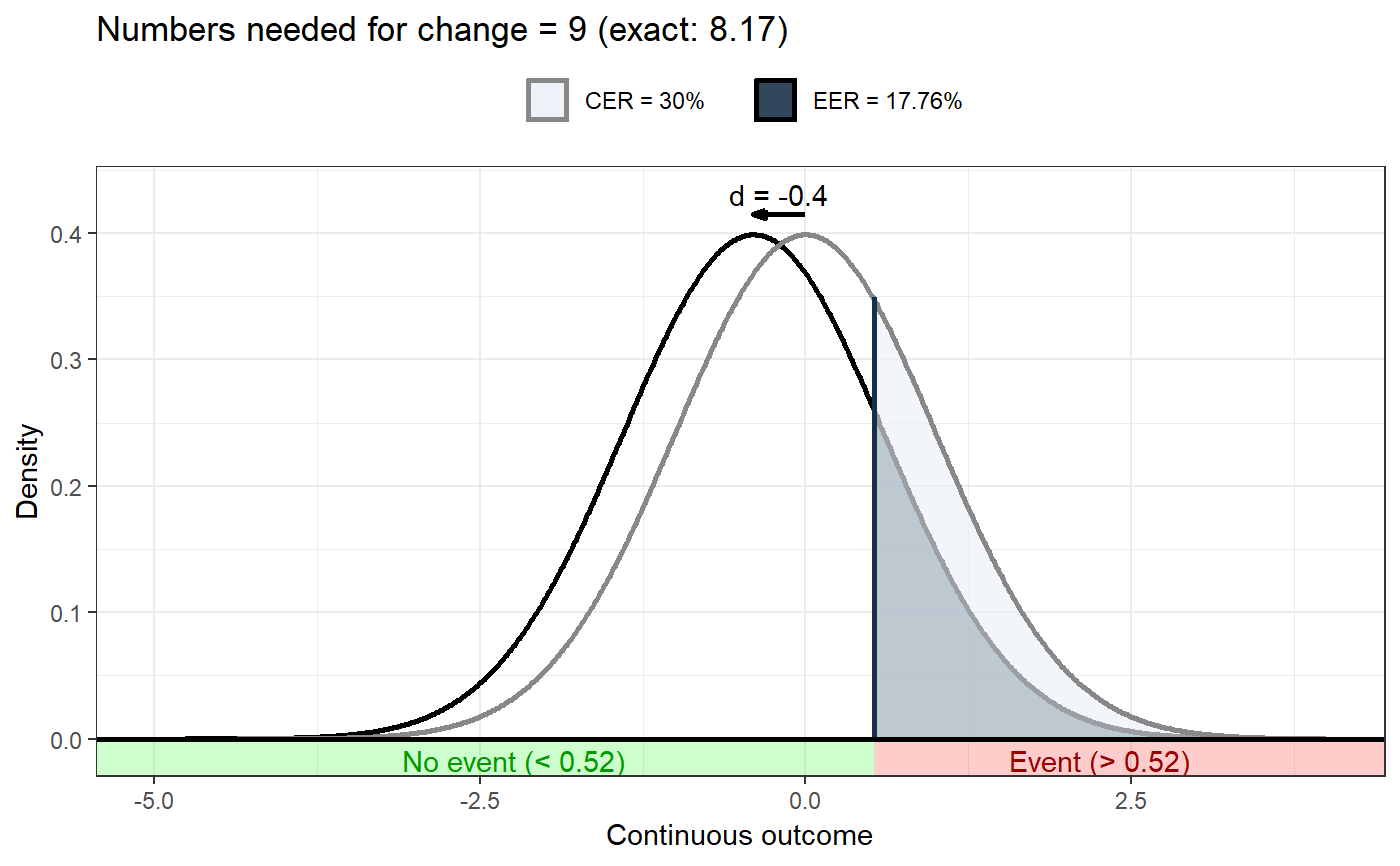 Numbers needed for change = 9 (exact: 8.17)
CER = 30%
EER = 17.76%
d = -0.4
0.4
0.3
0.2
0.1
0.0
Density
No event (< 0.52)
Event (> 0.52)
-5.0
-2.5
0.0
2.5
Continuous outcome